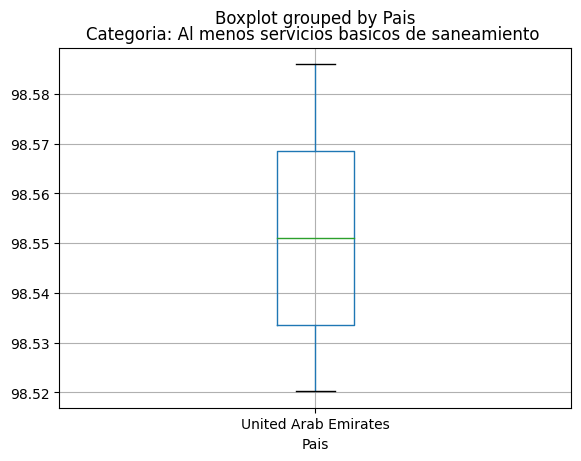 Boxplot grouped by Pais
Categoria: Al menos servicios basicos de saneamiento
98.58
98.57
98.56
98.55
98.54
98.53
98.52
United Arab Emirates
Pais